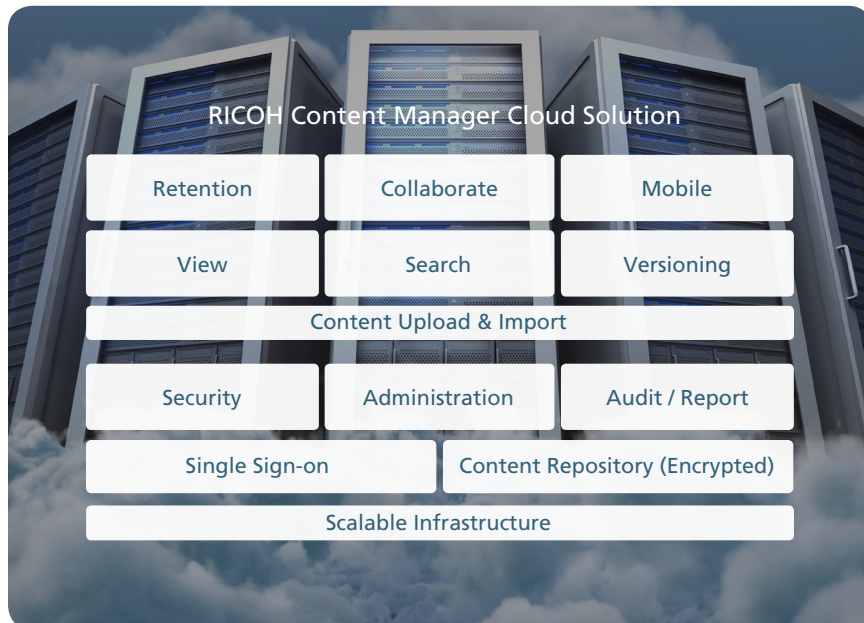 RICOH Content Manager Cloud Solution
Retention
Collaborate
Mobile
View
Search
Versioning
Content Upload & Import
Security
Administration
Audit / Report
Single Sign-on
Content Repository (Encrypted)
Scalable Infrastructure